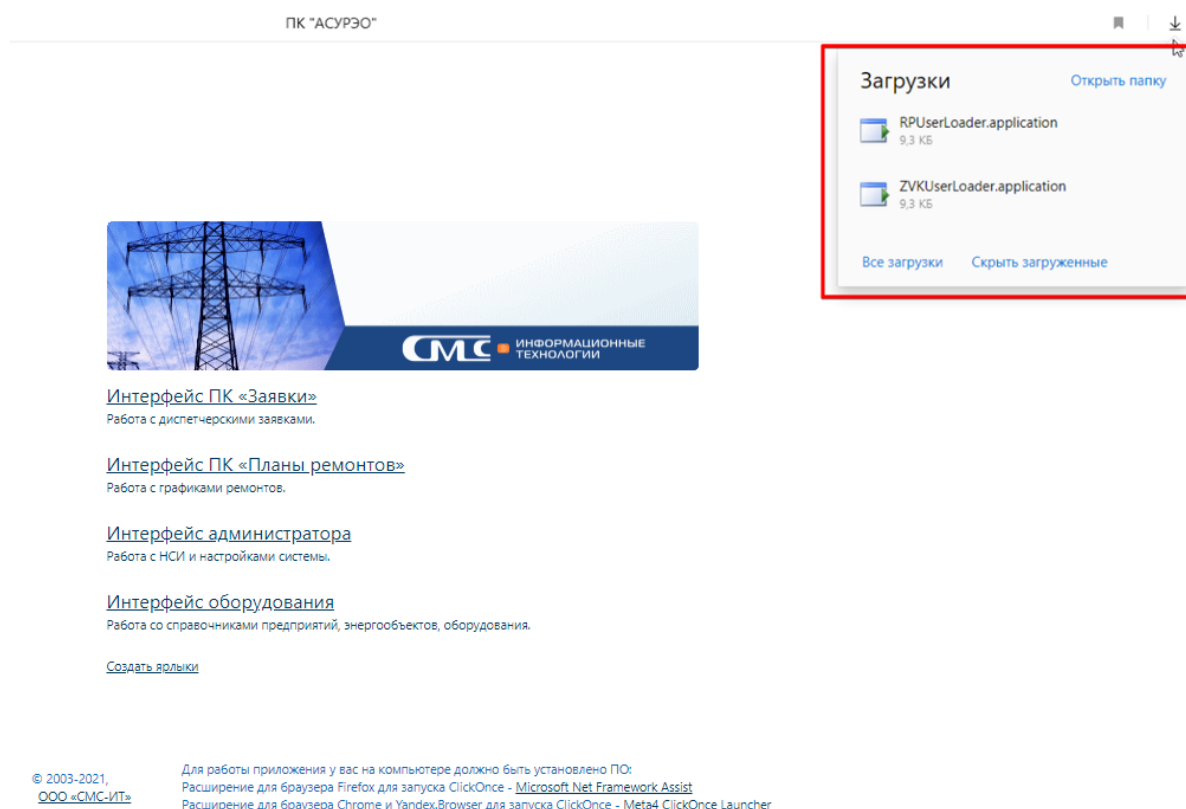 ПК "АСУРЭО"
Загрузки
Открыть папку
RPUserLoader.application
9,3 КБ
ZVKUserLoader.application
9,3 КБ
Все загрузки
Скрыть загруженные
СМС ИНФОРМАЦИОННЫЕ
ТЕХНОЛОГИИ
Интерфейс ПК «Заявки»
Работа с диспетчерскими заявками.
Интерфейс ПК «Планы ремонтов»
Работа с графиками ремонтов.
Интерфейс администратора
Работа с НСИ и настройками системы.
Интерфейс оборудования
Работа со справочниками предприятий, энергообъектов, оборудования.
Создать ярлыки
© 2003-2021,
ООО «СМС-ИТ»
Для работы приложения у вас на компьютере должно быть установлено ПО:
Расширение для браузера Firefox для запуска ClickOnce - Microsoft Net Framework Assist
Расширение для браузера Chrome и Yandex.Browser для запуска ClickOnce - Meta4 ClickOnce Launcher